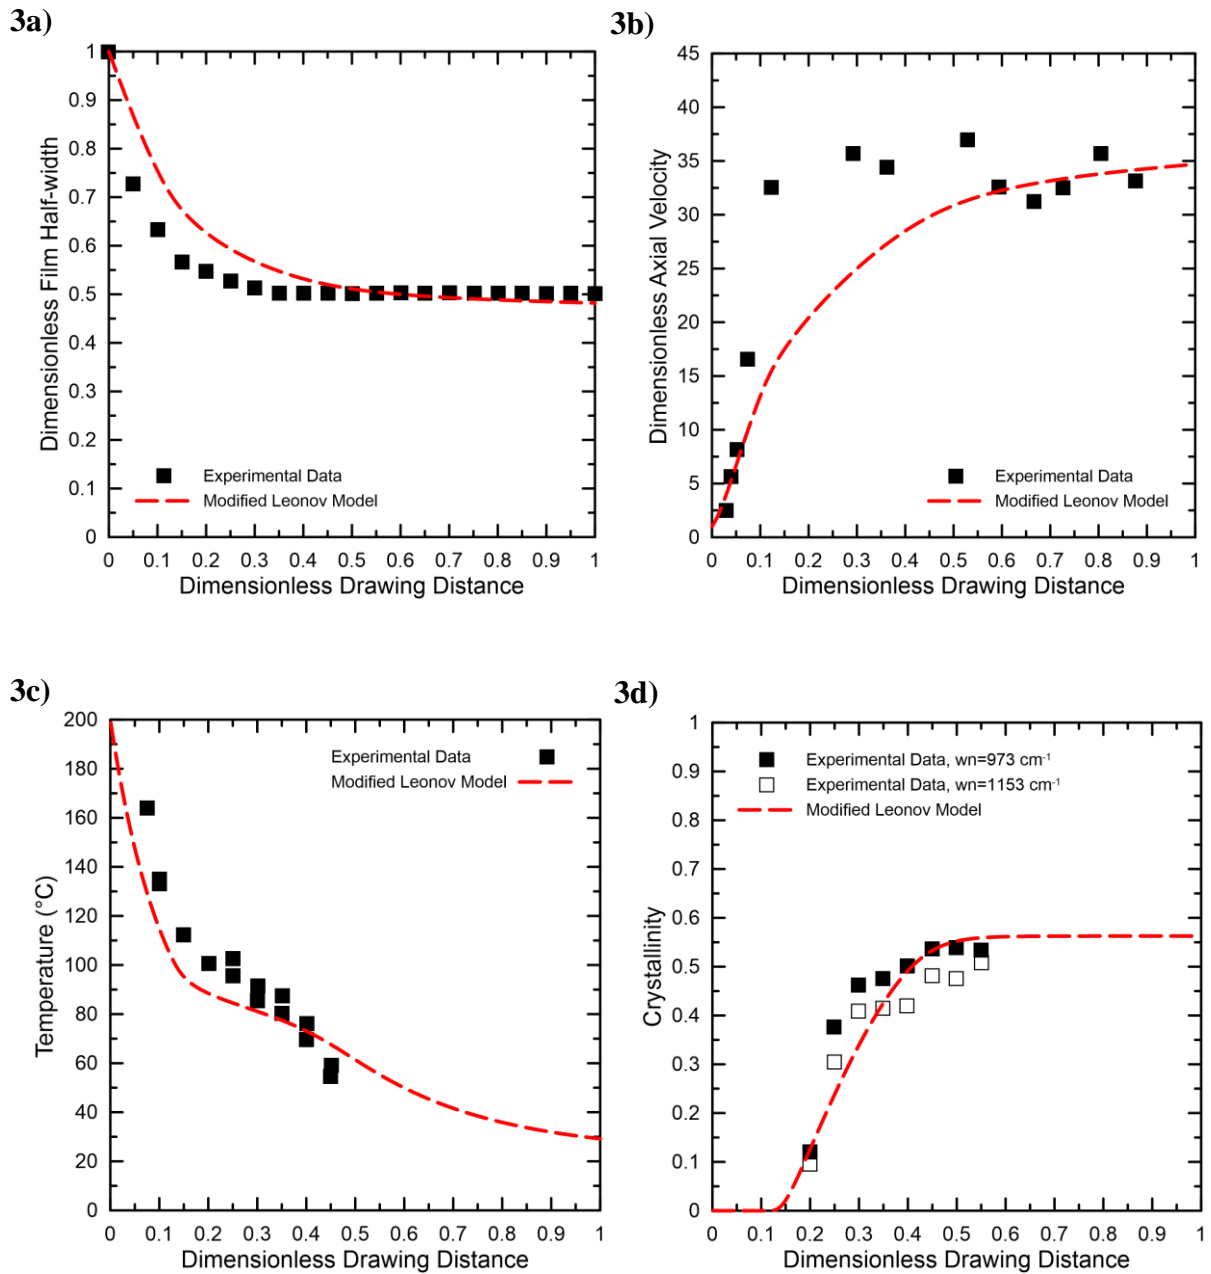 3a)
1
0.9
0.8
0.7
0.6
0.5
0.4
0.3
0.2
0.1
0
Dimensionless Film Half-width
Experimental Data
Modified Leonov Model
0 0.1 0.2 0.3 0.4 0.5 0.6 0.7 0.8 0.9 1
Dimensionless Drawing Distance
3b)
45
40
35
30
25
20
15
10
5
0
Dimensionless Axial Velocity
Experimental Data
Modified Leonov Model
0 0.1 0.2 0.3 0.4 0.5 0.6 0.7 0.8 0.9 1
Dimensionless Drawing Distance
3c)
200
180
160
140
120
100
80
60
40
20
0
Temperature (°C)
Experimental Data
Modified Leonov Model
0 0.1 0.2 0.3 0.4 0.5 0.6 0.7 0.8 0.9 1
Dimensionless Drawing Distance
3d)
1
0.9
0.8
0.7
0.6
0.5
0.4
0.3
0.2
0.1
0
Crystallinity
Experimental Data, wn=973 cm⁻¹
Experimental Data, wn=1153 cm⁻¹
Modified Leonov Model
0 0.1 0.2 0.3 0.4 0.5 0.6 0.7 0.8 0.9 1
Dimensionless Drawing Distance